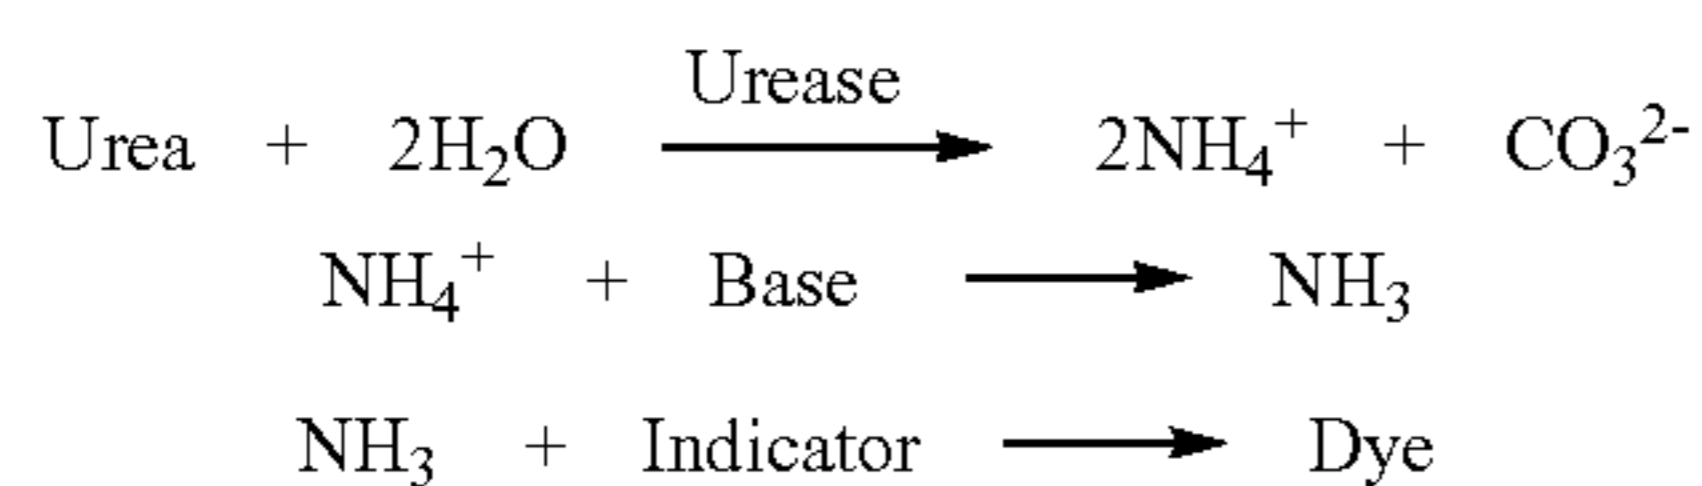 Urease
Urea + 2H₂O ⟶ 2NH₄⁺ + CO₃²⁻
NH₄⁺ + Base ⟶ NH₃
NH₃ + Indicator ⟶ Dye